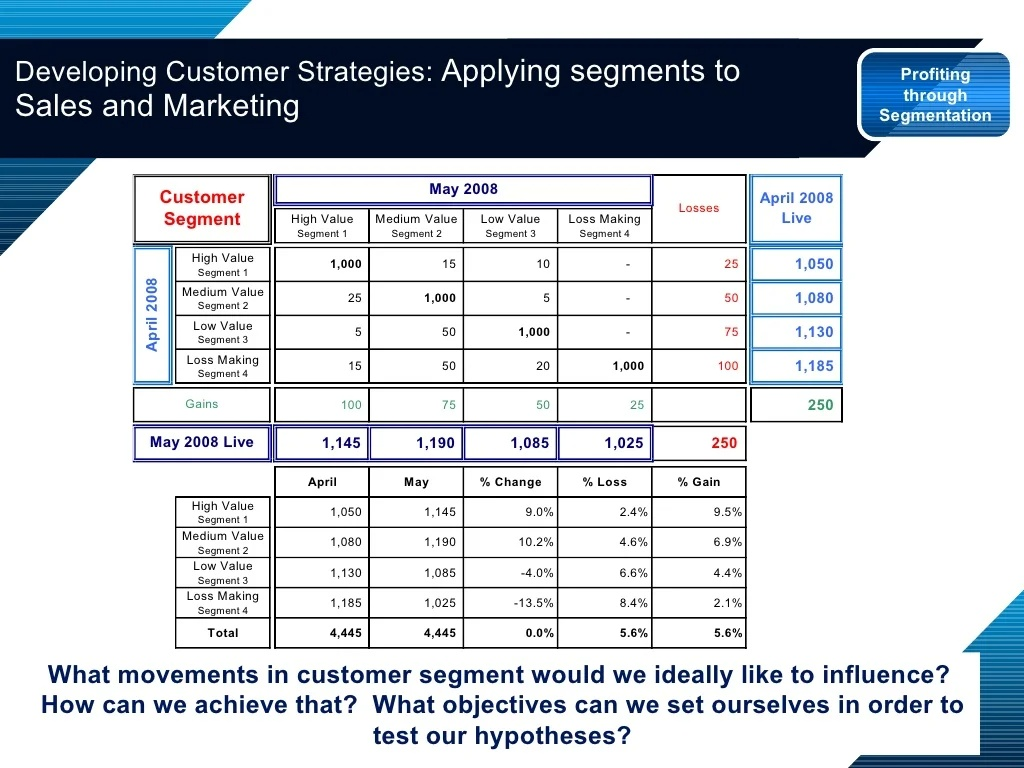 Developing Customer Strategies: Applying segments to
Sales and Marketing
Profiting
through
Segmentation
Customer
Segment
May 2008
Losses
April 2008
Live
High Value
Segment 1
Medium Value
Segment 2
Low Value
Segment 3
Loss Making
Segment 4
April 2008
High Value
Segment 1
1,000 15 10 - 25 1,050
Medium Value
Segment 2
25 1,000 5 - 50 1,080
Low Value
Segment 3
5 50 1,000 - 75 1,130
Loss Making
Segment 4
15 50 20 1,000 100 1,185
Gains 100 75 50 25 250
May 2008 Live 1,145 1,190 1,085 1,025 250
April May % Change % Loss % Gain
High Value
Segment 1
1,050 1,145 9.0% 2.4% 9.5%
Medium Value
Segment 2
1,080 1,190 10.2% 4.6% 6.9%
Low Value
Segment 3
1,130 1,085 -4.0% 6.6% 4.4%
Loss Making
Segment 4
1,185 1,025 -13.5% 8.4% 2.1%
Total 4,445 4,445 0.0% 5.6% 5.6%
What movements in customer segment would we ideally like to influence?
How can we achieve that? What objectives can we set ourselves in order to
test our hypotheses?